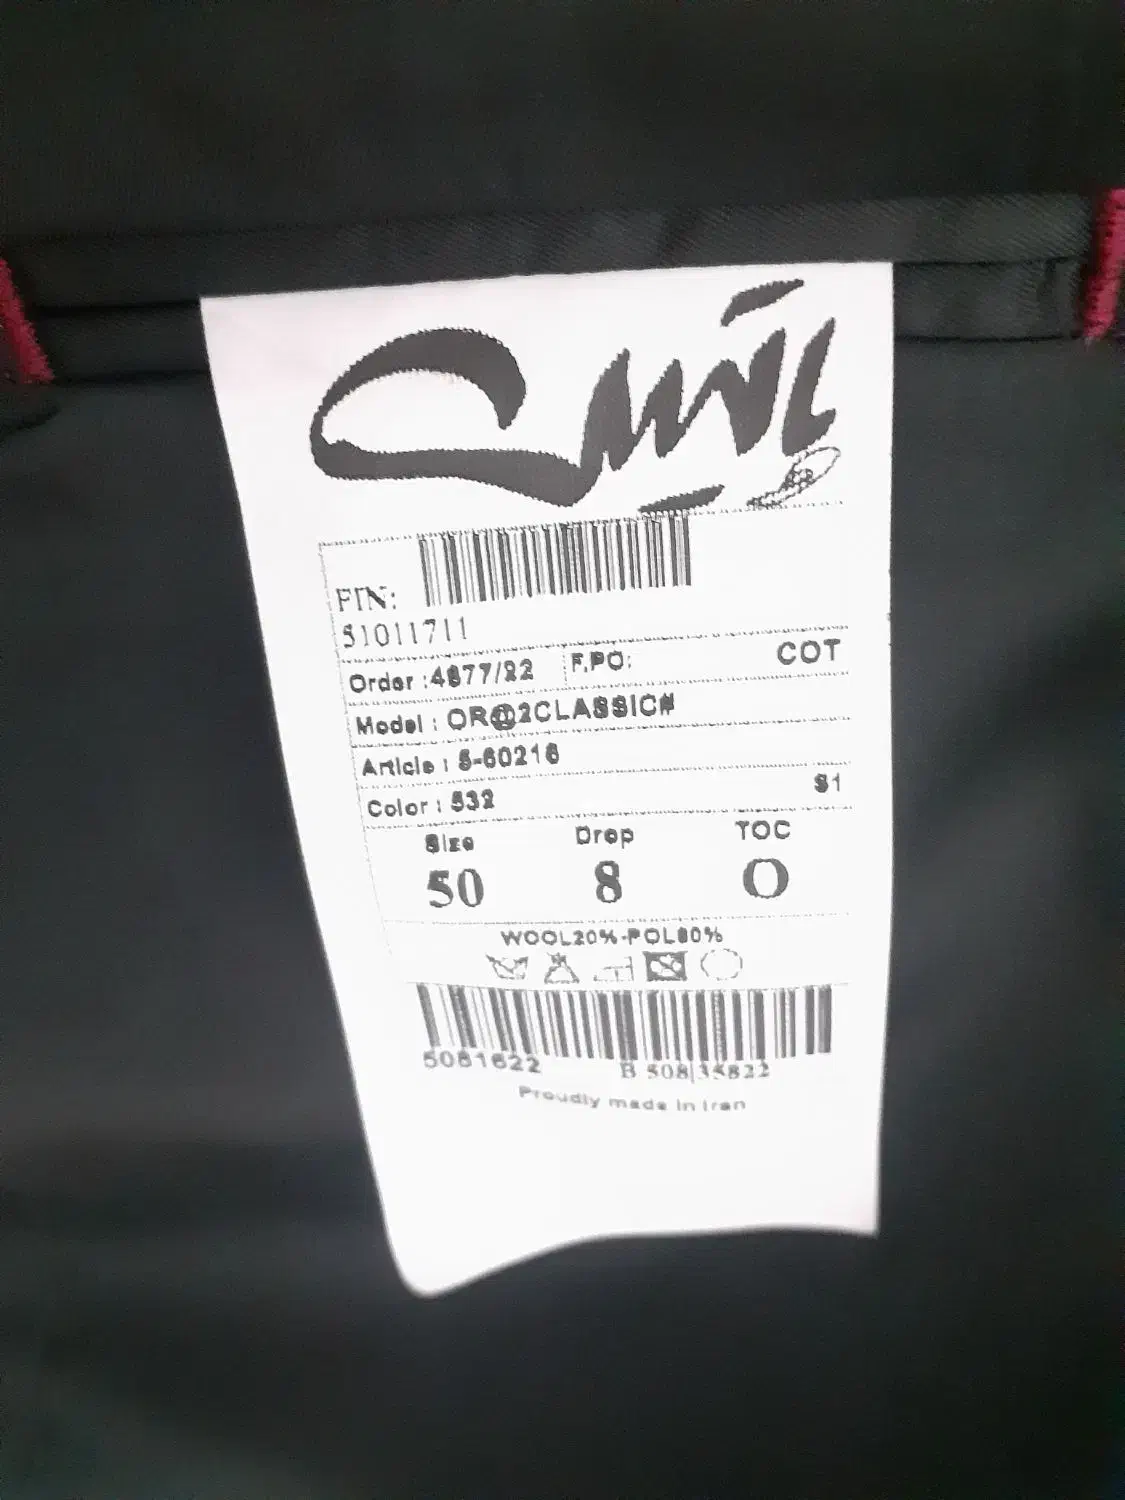 FIN:
51011711
Order :4877/22 F.PO: COT
Model : OR@2CLASSIC#
Article : 5-60216
Color : 532 S1
Size Drop TOC
50 8 O
WOOL20%-POL80%
5081622 B 508|35822
Proudly made in Iran